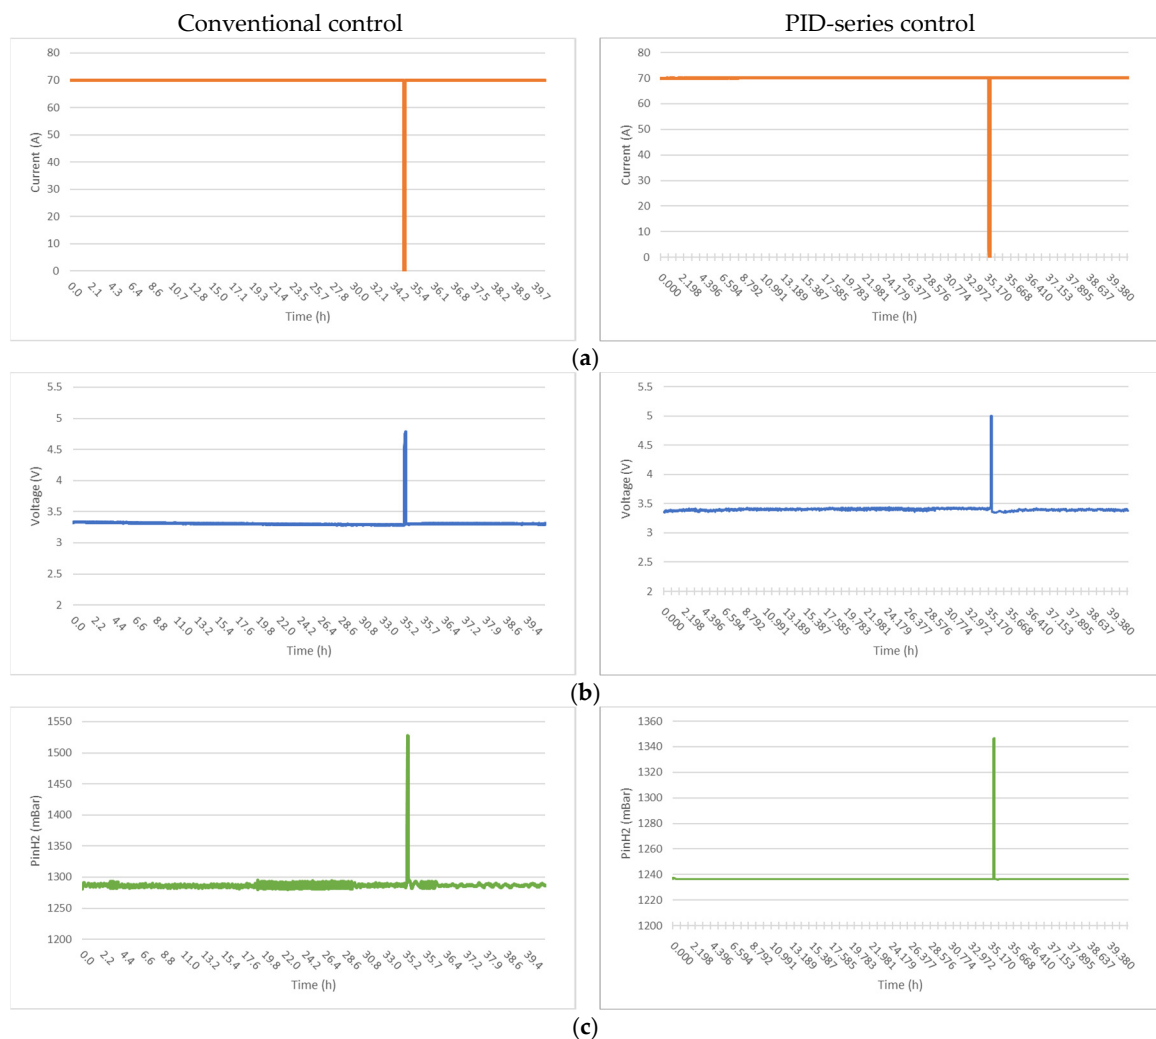 Conventional control PID-series control
80 80
70 70
60 60
50 50
40 40
30 30
20 20
10 10
0 0
Current (A) Current (A)
0.0 2.1 4.3 6.4 8.6 10.7 12.8 15.0 17.1 19.3 21.4 23.5 25.7 27.8 30.0 32.1 34.2 35.4 36.1 36.8 37.5 38.2 38.9 39.7
0.000 2.198 4.396 6.594 8.792 10.991 13.189 15.387 17.585 19.783 21.981 24.179 26.377 28.576 30.774 32.972 35.170 35.668 36.410 37.153 37.895 38.637 39.380
Time (h) Time (h)
(a)
5.5 5.5
5 5
4.5 4.5
4 4
3.5 3.5
3 3
2.5 2.5
2 2
Voltage (V) Voltage (V)
0.0 2.2 4.4 6.6 8.8 11.0 13.2 15.4 17.6 19.8 22.0 24.2 26.4 28.6 30.8 33.0 35.2 35.7 36.4 37.2 37.9 38.6 39.4
0.000 2.198 4.396 6.594 8.792 10.991 13.189 15.387 17.585 19.783 21.981 24.179 26.377 28.576 30.774 32.972 35.170 35.668 36.410 37.153 37.895 38.637 39.380
Time (h) Time (h)
(b)
1550 1360
1500 1340
1450 1320
1400 1300
1350 1280
1300 1260
1250 1240
1200 1220
1200
PinH2 (mBar) PinH2 (mBar)
0.0 2.2 4.4 6.6 8.8 11.0 13.2 15.4 17.6 19.8 22.0 24.2 26.4 28.6 30.8 33.0 35.2 35.7 36.4 37.2 37.9 38.6 39.4
0.000 2.198 4.396 6.594 8.792 10.991 13.189 15.387 17.585 19.783 21.981 24.179 26.377 28.576 30.774 32.972 35.170 35.668 36.410 37.153 37.895 38.637 39.380
Time (h) Time (h)
(c)